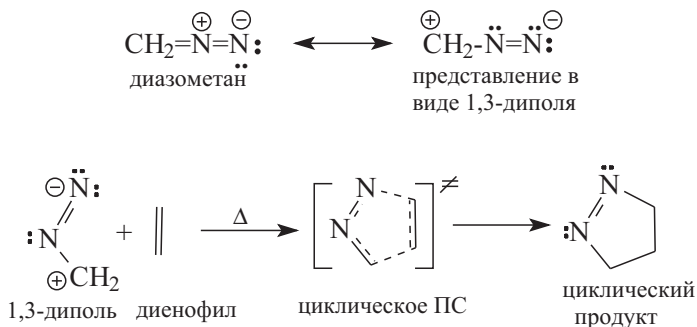 CH₂=N=N: CH₂-N=N:
диазометан представление в
виде 1,3-диполя
N:
:N + Δ N N N
CH₂ N :N
1,3-диполь диенофил циклическое ПС циклический
продукт